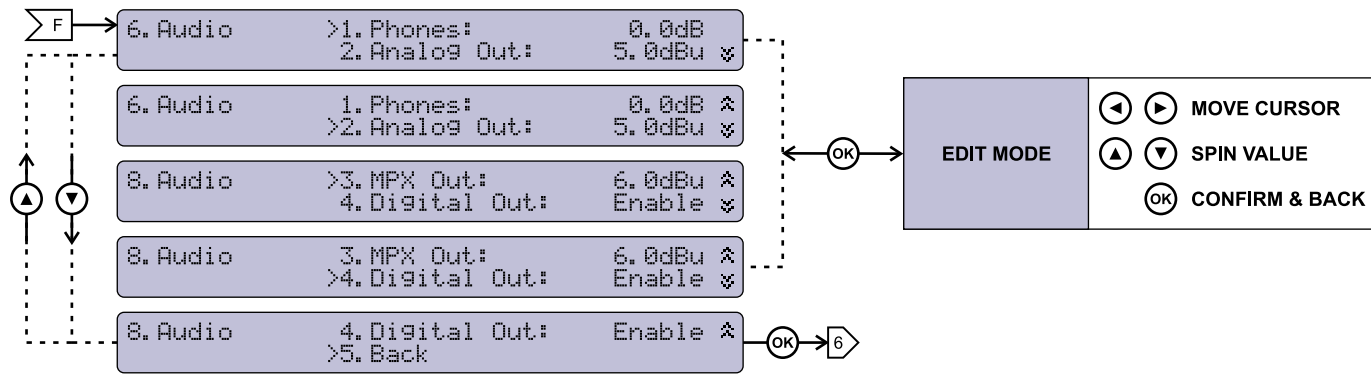 F
6. Audio >1. Phones: 0.0dB
2. Analog Out: 5.0dBu
6. Audio 1. Phones: 0.0dB
>2. Analog Out: 5.0dBu
8. Audio >3. MPX Out: 6.0dBu
4. Digital Out: Enable
8. Audio 3. MPX Out: 6.0dBu
>4. Digital Out: Enable
8. Audio 4. Digital Out: Enable
>5. Back
OK
6
OK
EDIT MODE
MOVE CURSOR
SPIN VALUE
OK CONFİRM & BACK